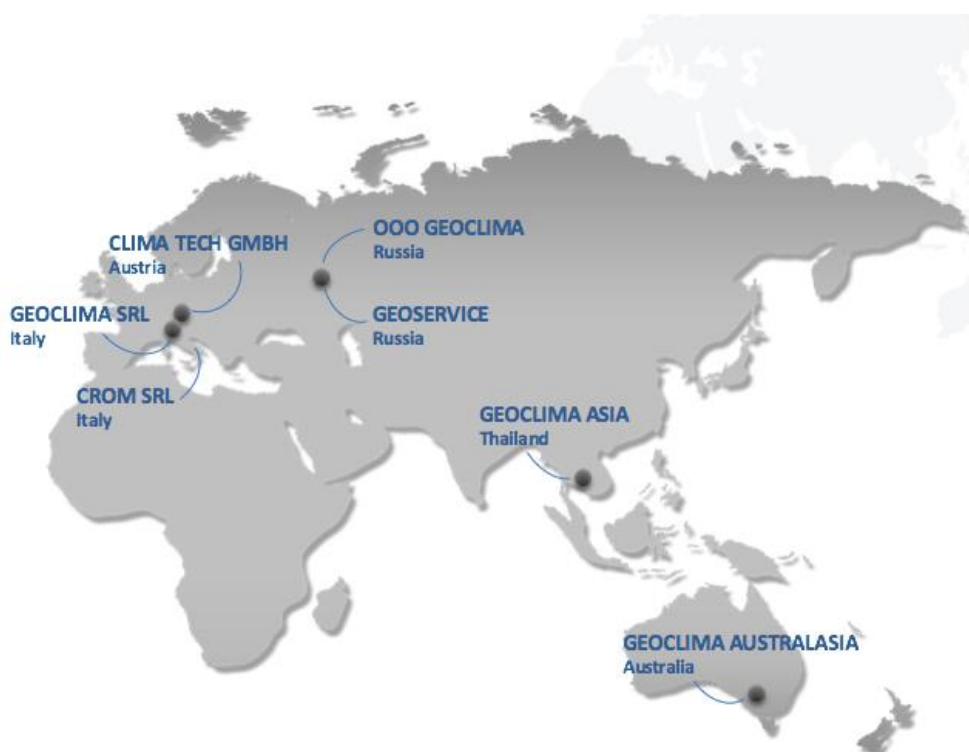 OOO GEOCLIMA
Russia
CLIMA TECH GMBH
Austria
GEOCLIMA SRL
Italy
GEOSERVICE
Russia
CROM SRL
Italy
GEOCLIMA ASIA
Thailand
GEOCLIMA AUSTRALASIA
Australia